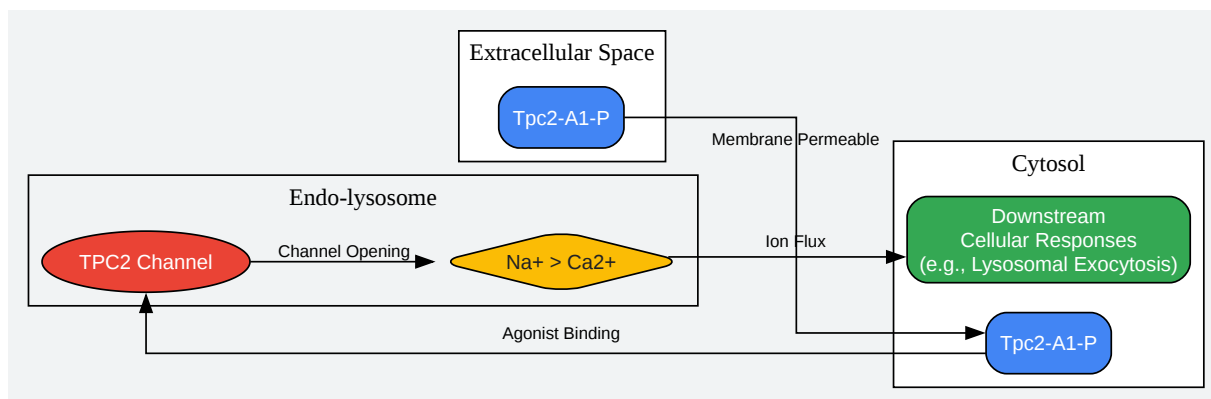 Extracellular Space
Tpc2-A1-P
Membrane Permeable
Cytosol
Endo-lysosome
Downstream
Cellular Responses
(e.g., Lysosomal Exocytosis)
TPC2 Channel
Channel Opening
Na+ > Ca2+
Ion Flux
Agonist Binding
Tpc2-A1-P